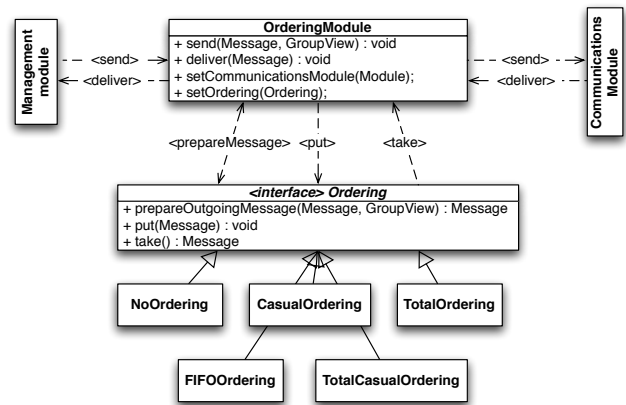 OrderingModule
+ send(Message, GroupView) : void
+ deliver(Message) : void
+ setCommunicationsModule(Module);
+ setOrdering(Ordering);
Management
module
<send>
<deliver>
<send>
<deliver>
Communications
Module
<prepareMessage>
<put>
<take>
<interface> Ordering
+ prepareOutgoingMessage(Message, GroupView) : Message
+ put(Message) : void
+ take() : Message
NoOrdering
CasualOrdering
TotalOrdering
FIFOOrdering
TotalCasualOrdering